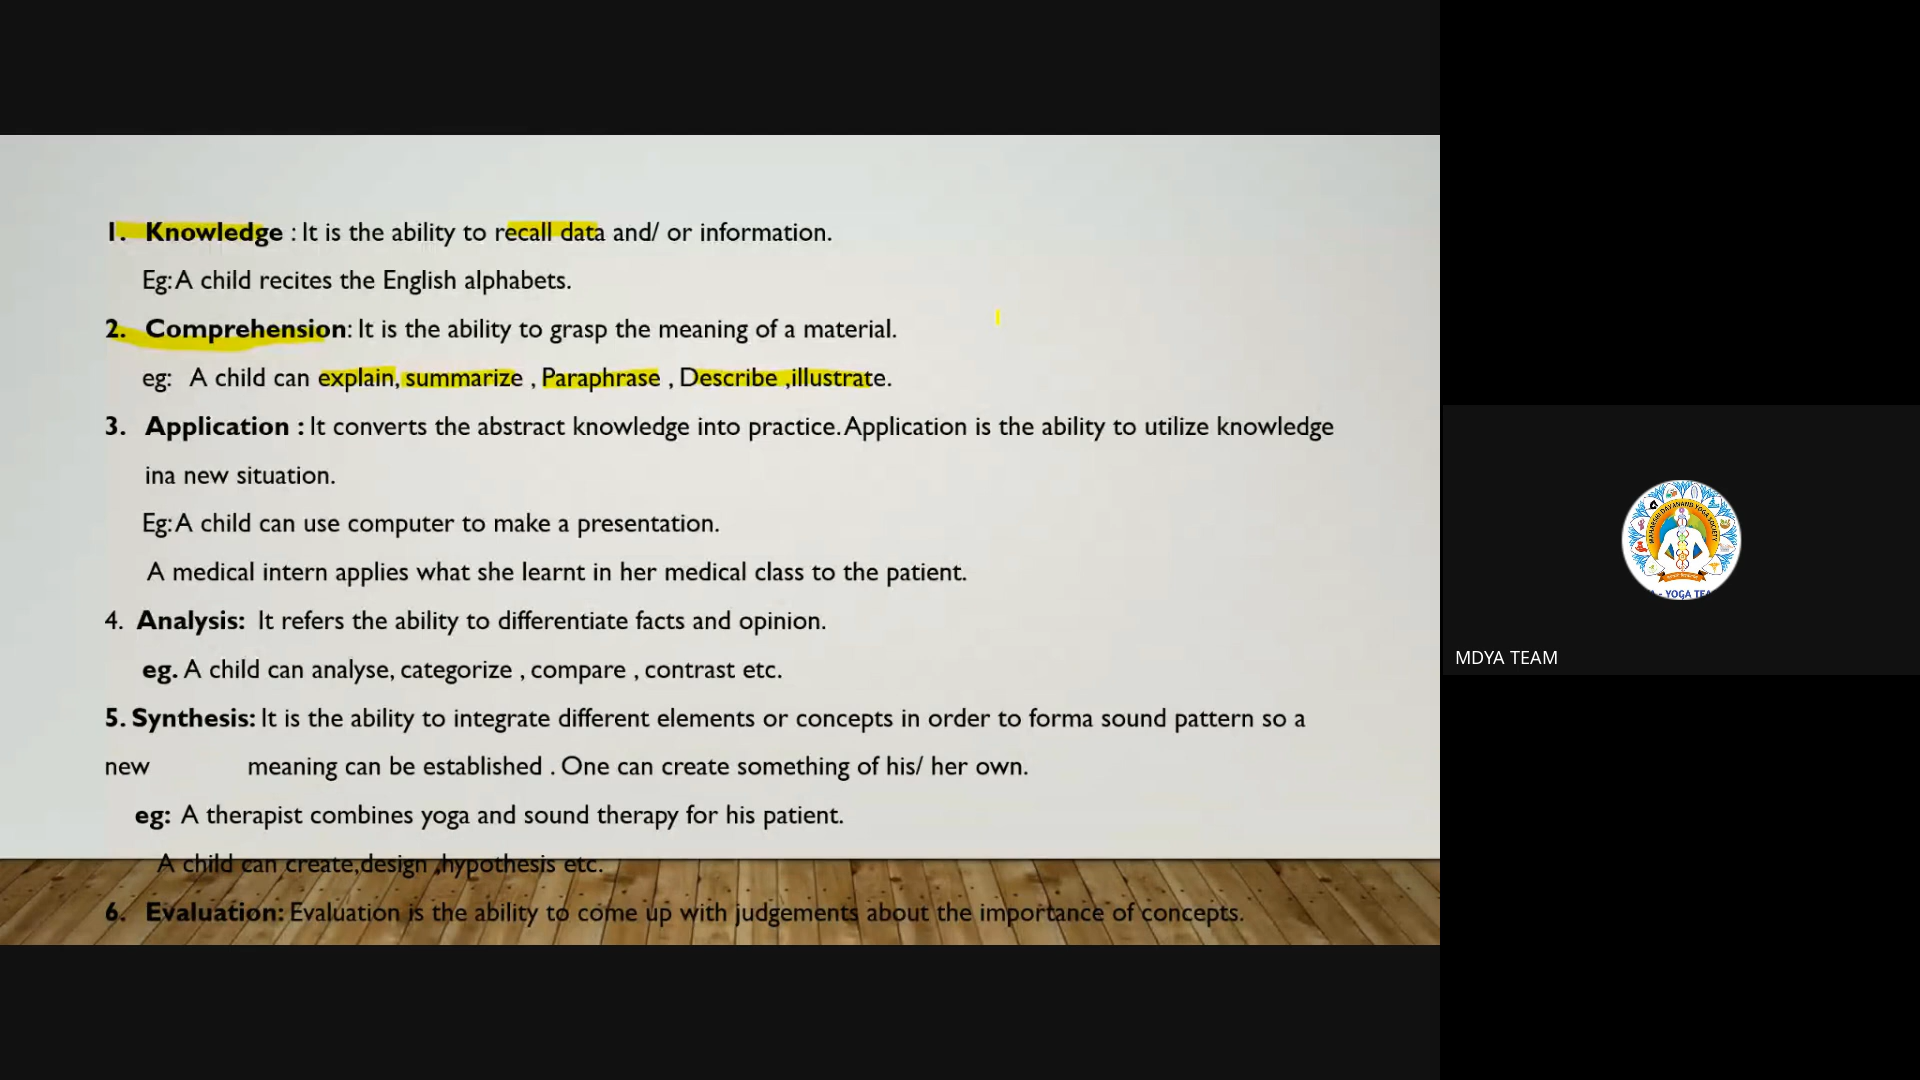 1. Knowledge : It is the ability to recall data and/ or information.
Eg: A child recites the English alphabets.
2. Comprehension: It is the ability to grasp the meaning of a material.
eg: A child can explain, summarize , Paraphrase , Describe ,illustrate.
3. Application : It converts the abstract knowledge into practice. Application is the ability to utilize knowledge
ina new situation.
Eg: A child can use computer to make a presentation.
A medical intern applies what she learnt in her medical class to the patient.
4. Analysis: It refers the ability to differentiate facts and opinion.
eg. A child can analyse, categorize , compare , contrast etc.
5. Synthesis: It is the ability to integrate different elements or concepts in order to forma sound pattern so a
new meaning can be established . One can create something of his/ her own.
eg: A therapist combines yoga and sound therapy for his patient.
A child can create,design ,hypothesis etc.
6. Evaluation: Evaluation is the ability to come up with judgements about the importance of concepts.
MAHARSHI DAYANAND YOGA SOCIETY
- YOGA TEA
MDYA TEAM